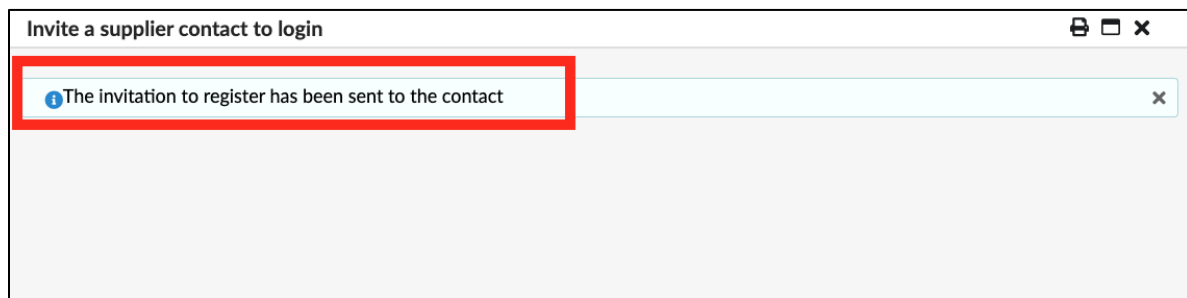 Invite a supplier contact to login
The invitation to register has been sent to the contact